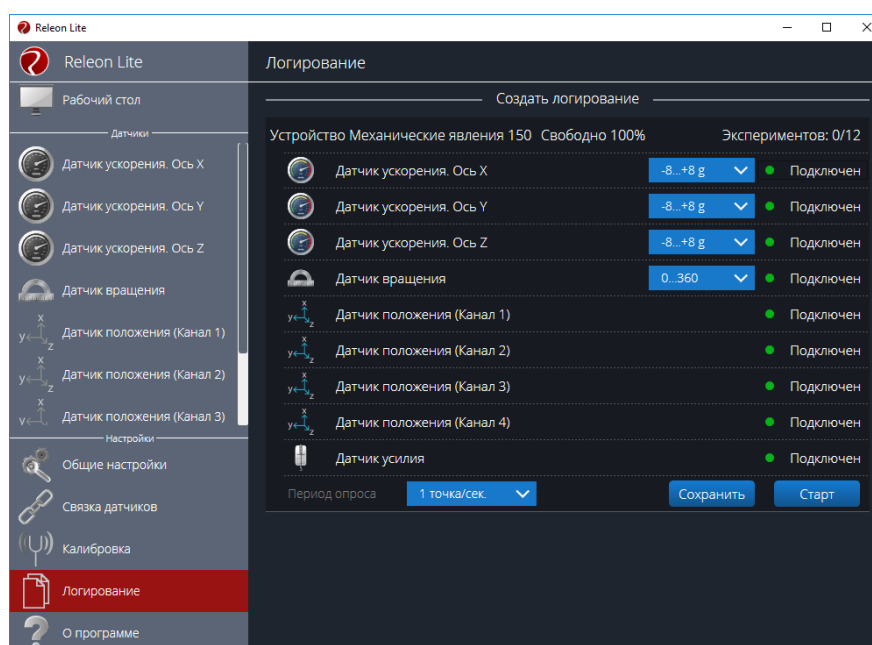 Releon Lite
Releon Lite
Логирование
Рабочий стол
Создать логирование
Датчики
Устройство Механические явления 150 Свободно 100% Экспериментов: 0/12
Датчик ускорения. Ось X
Датчик ускорения. Ось Y
Датчик ускорения. Ось Z
Датчик вращения
x
y z
Датчик положения (Канал 1)
x
y z
Датчик положения (Канал 2)
x
y
Датчик положения (Канал 3)
Настройки
Общие настройки
Связка датчиков
Калибровка
Логирование
О программе
Датчик ускорения. Ось X -8...+8 g Подключен
Датчик ускорения. Ось Y -8...+8 g Подключен
Датчик ускорения. Ось Z -8...+8 g Подключен
Датчик вращения 0...360 Подключен
x
y z Датчик положения (Канал 1) Подключен
x
y z Датчик положения (Канал 2) Подключен
x
y z Датчик положения (Канал 3) Подключен
x
y z Датчик положения (Канал 4) Подключен
Датчик усилия Подключен
Период опроса 1 точка/сек. Сохранить Старт